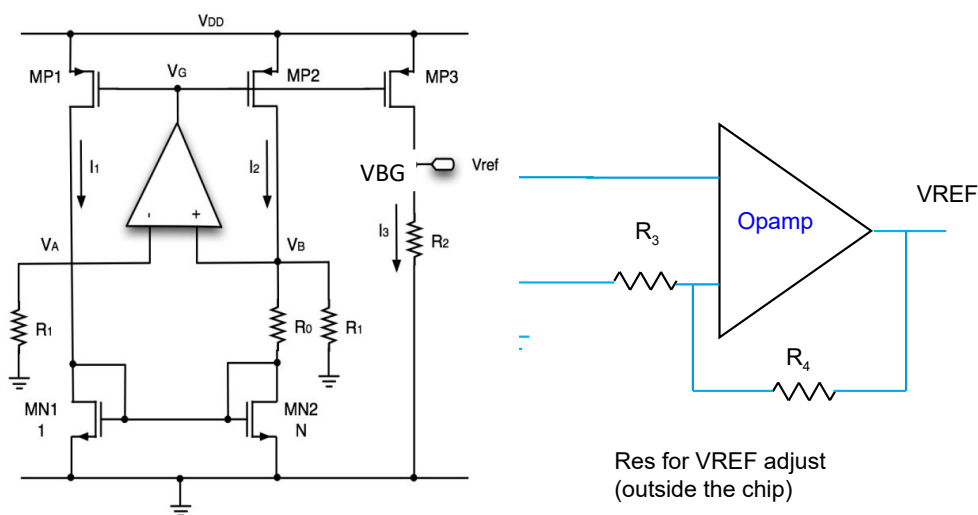 VDD
MP1
VG
MP2
MP3
I1
I2
VBG
Vref
- +
VA
VB
I3
R2
R1
R0
R1
MN1
1
MN2
N
Opamp
VREF
R3
R4
Res for VREF adjust
(outside the chip)